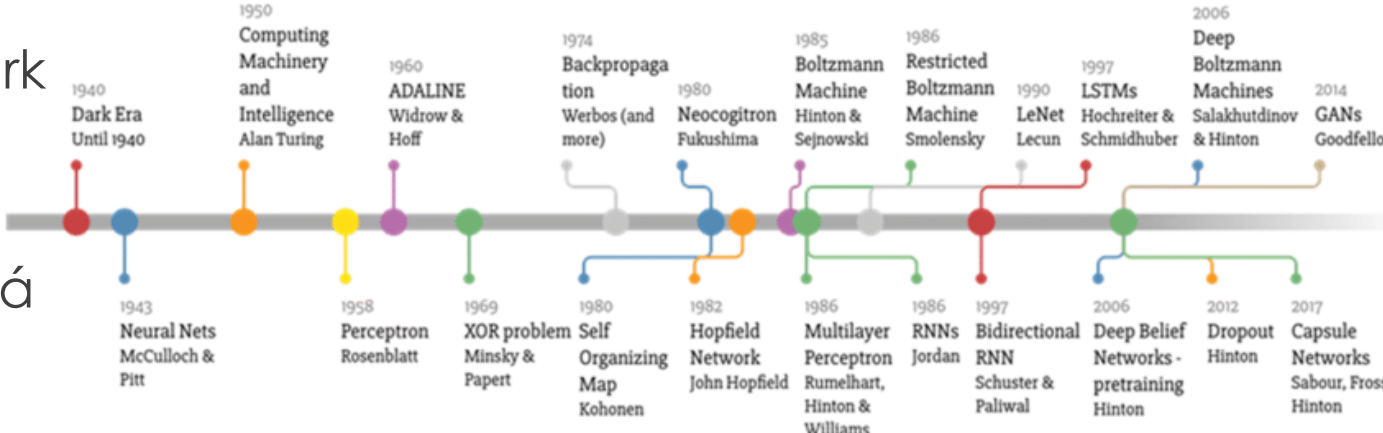 rk
á
1940
Dark Era
Until 1940
1950
Computing
Machinery
and
Intelligence
Alan Turing
1960
ADALINE
Widrow &
Hoff
1974
Backpropaga
tion
Werbos (and
more)
1980
Neocogitron
Fukushima
1985
Boltzmann
Machine
Hinton &
Sejnowski
1986
Restricted
Boltzmann
Machine
Smolensky
1990
LeNet
Lecun
1997
LSTMs
Hochreiter &
Schmidhuber
2006
Deep
Boltzmann
Machines
Salakhutdinov
& Hinton
2014
GANs
Goodfello
1943
Neural Nets
McCulloch &
Pitt
1958
Perceptron
Rosenblatt
1969
XOR problem
Minsky &
Papert
1980
Self
Organizing
Map
Kohonen
1982
Hopfield
Network
John Hopfield
1986
Multilayer
Perceptron
Rumelhart,
Hinton &
Williams
1986
RNNs
Jordan
1997
Bidirectional
RNN
Schuster &
Paliwal
2006
Deep Belief
Networks -
pretraining
Hinton
2012
Dropout
Hinton
2017
Capsule
Networks
Sabour, Fross
Hinton